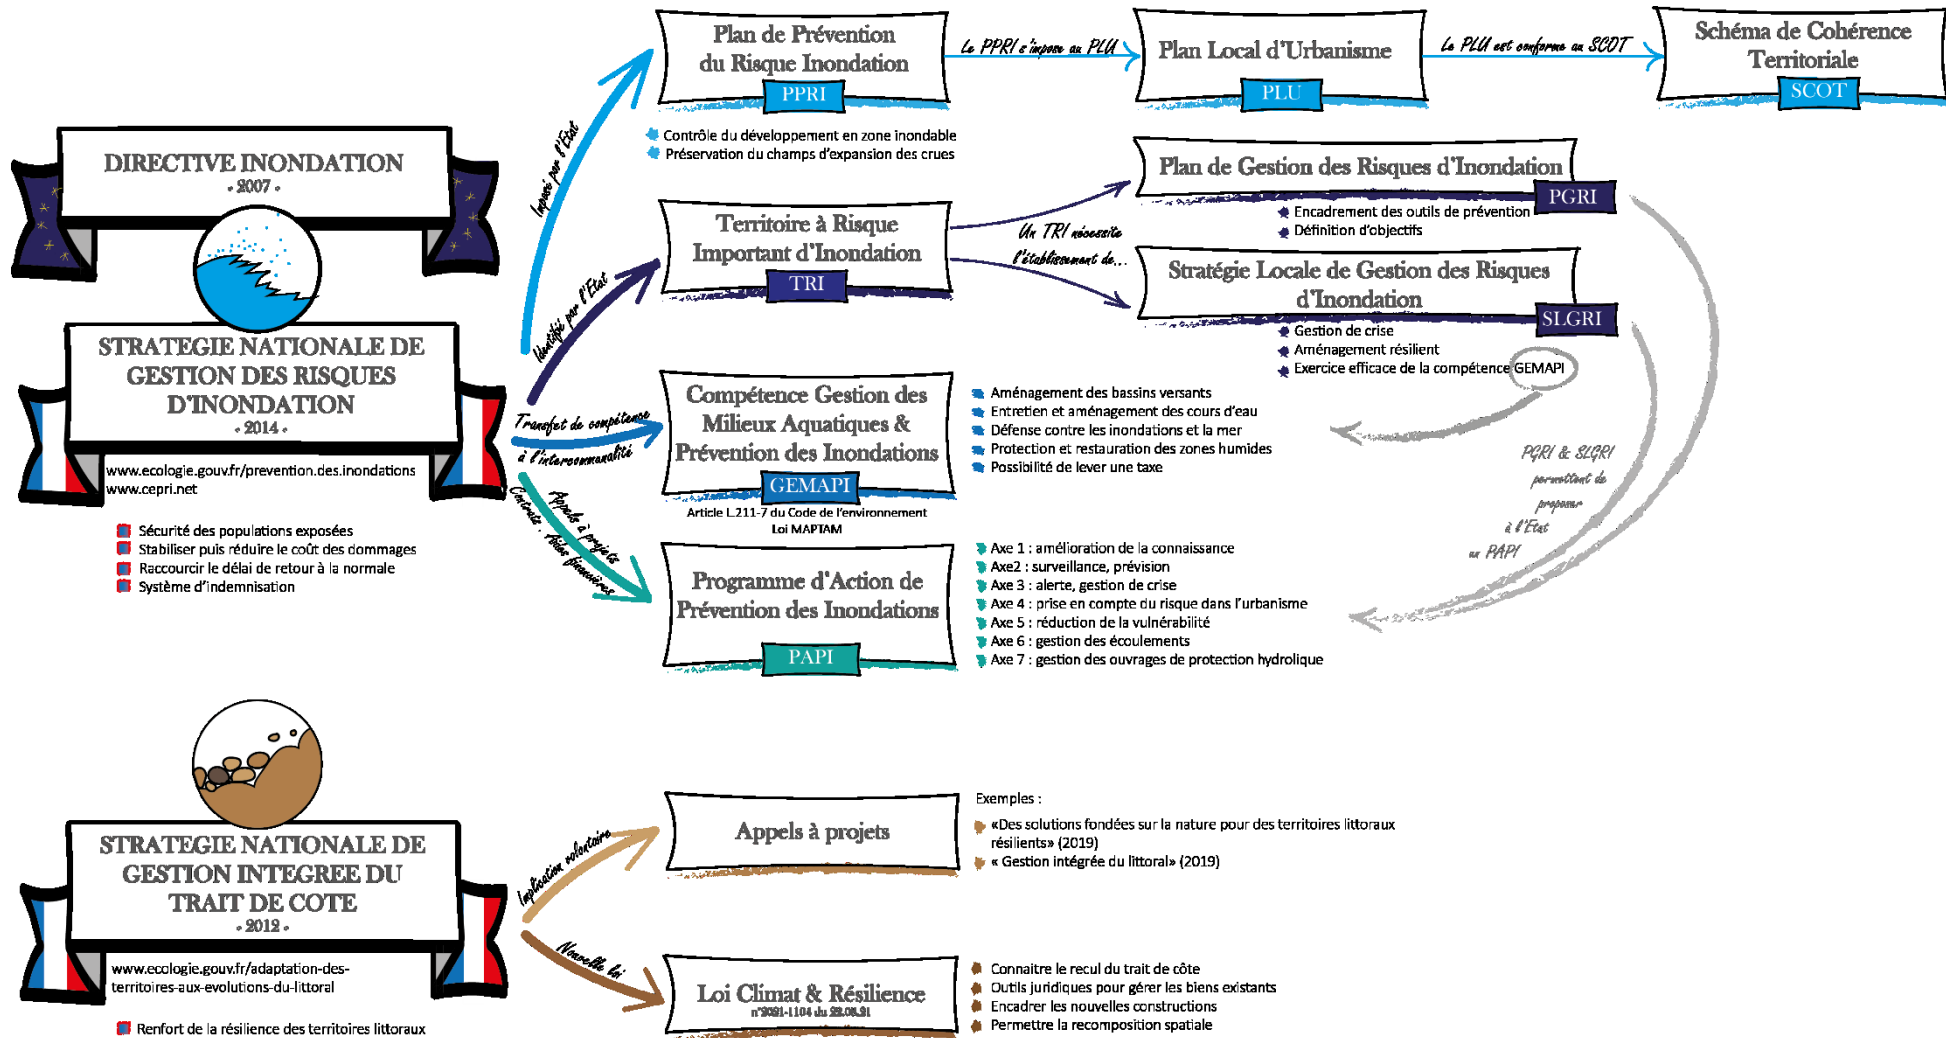 Plan de Prévention
du Risque Inondation
PPRI
Le PPRI s'impose au PLU
Plan Local d'Urbanisme
PLU
Le PLU est conforme au SCOT
Schéma de Cohérence
Territoriale
SCOT
Contrôle du développement en zone inondable
Préservation du champs d'expansion des crues
DIRECTIVE INONDATION
- 2007 -
Imposé par l'Etat
Identifié par l'Etat
Territoire à Risque
Important d'Inondation
TRI
Un TRI nécessite
l'établissement de...
Plan de Gestion des Risques d'Inondation
PGRI
Encadrement des outils de prévention
Définition d'objectifs
Stratégie Locale de Gestion des Risques
d'Inondation
SLGRI
Gestion de crise
Aménagement résilient
Exercice efficace de la compétence GEMAPI
STRATEGIE NATIONALE DE
GESTION DES RISQUES
D'INONDATION
- 2014 -
www.ecologie.gouv.fr/prevention.des.inondations
www.cepri.net
Sécurité des populations exposées
Stabiliser puis réduire le coût des dommages
Raccourcir le délai de retour à la normale
Système d'indemnisation
Transfet de compétence
à l'intercommunalité
Compétence Gestion des
Milieux Aquatiques &
Prévention des Inondations
GEMAPI
Article L.211-7 du Code de l'environnement
Loi MAPTAM
Aménagement des bassins versants
Entretien et aménagement des cours d'eau
Défense contre les inondations et la mer
Protection et restauration des zones humides
Possibilité de lever une taxe
PGRI & SLGRI
permettent de
proposer
à l'Etat
un PAPI
Appels à projets
Contrats . Aides financières
Programme d'Action de
Prévention des Inondations
PAPI
Axe 1 : amélioration de la connaissance
Axe2 : surveillance, prévision
Axe 3 : alerte, gestion de crise
Axe 4 : prise en compte du risque dans l'urbanisme
Axe 5 : réduction de la vulnérabilité
Axe 6 : gestion des écoulements
Axe 7 : gestion des ouvrages de protection hydrolique
STRATEGIE NATIONALE DE
GESTION INTEGREE DU
TRAIT DE COTE
- 2012 -
www.ecologie.gouv.fr/adaptation-des-
territoires-aux-evolutions-du-littoral
Renfort de la résilience des territoires littoraux
Implication volontaire
Appels à projets
Exemples :
«Des solutions fondées sur la nature pour des territoires littoraux
résilients» (2019)
« Gestion intégrée du littoral» (2019)
Nouvelle loi
Loi Climat & Résilience
n°2021-1104 du 22.08.21
Connaitre le recul du trait de côte
Outils juridiques pour gérer les biens existants
Encadrer les nouvelles constructions
Permettre la recomposition spatiale